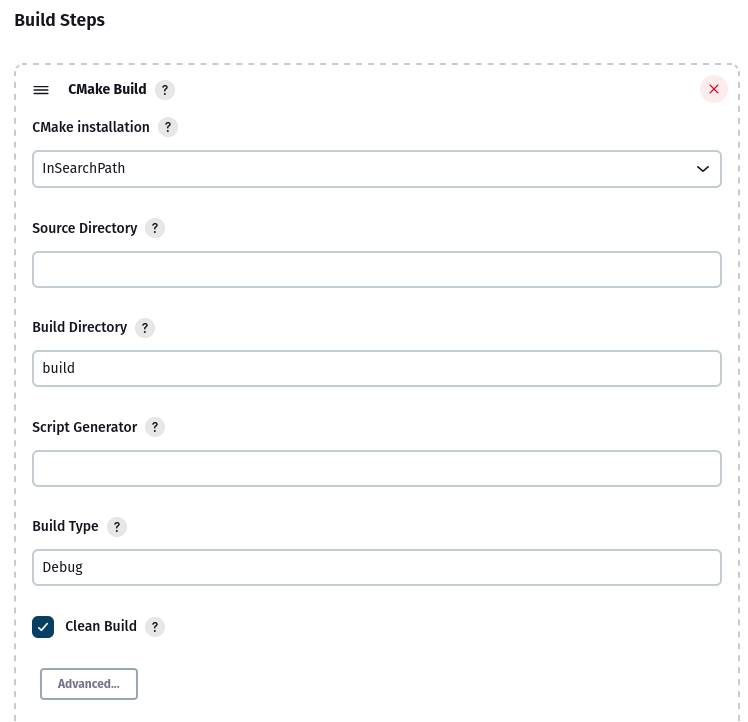 Build Steps
CMake Build ?
CMake installation ?
InSearchPath
Source Directory ?
Build Directory ?
build
Script Generator ?
Build Type ?
Debug
Clean Build ?
Advanced...